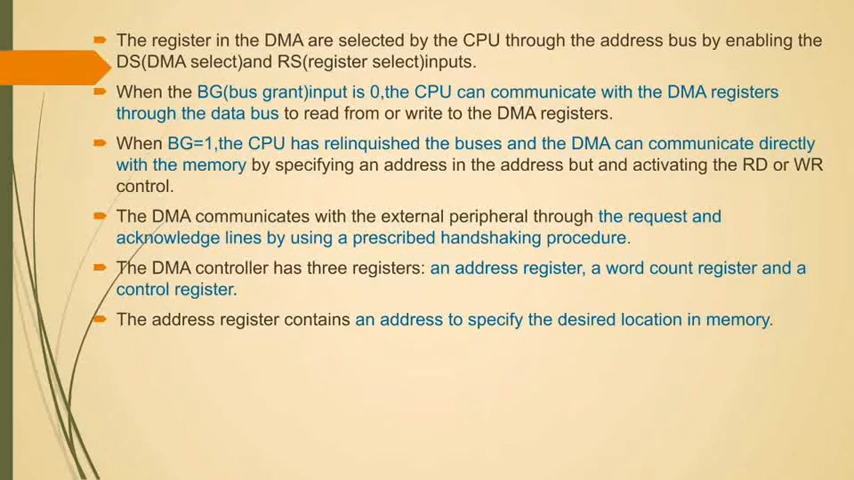 The register in the DMA are selected by the CPU through the address bus by enabling the
DS(DMA select)and RS(register select)inputs.
When the BG(bus grant)input is 0,the CPU can communicate with the DMA registers
through the data bus to read from or write to the DMA registers.
When BG=1,the CPU has relinquished the buses and the DMA can communicate directly
with the memory by specifying an address in the address but and activating the RD or WR
control.
The DMA communicates with the external peripheral through the request and
acknowledge lines by using a prescribed handshaking procedure.
The DMA controller has three registers: an address register, a word count register and a
control register.
The address register contains an address to specify the desired location in memory.